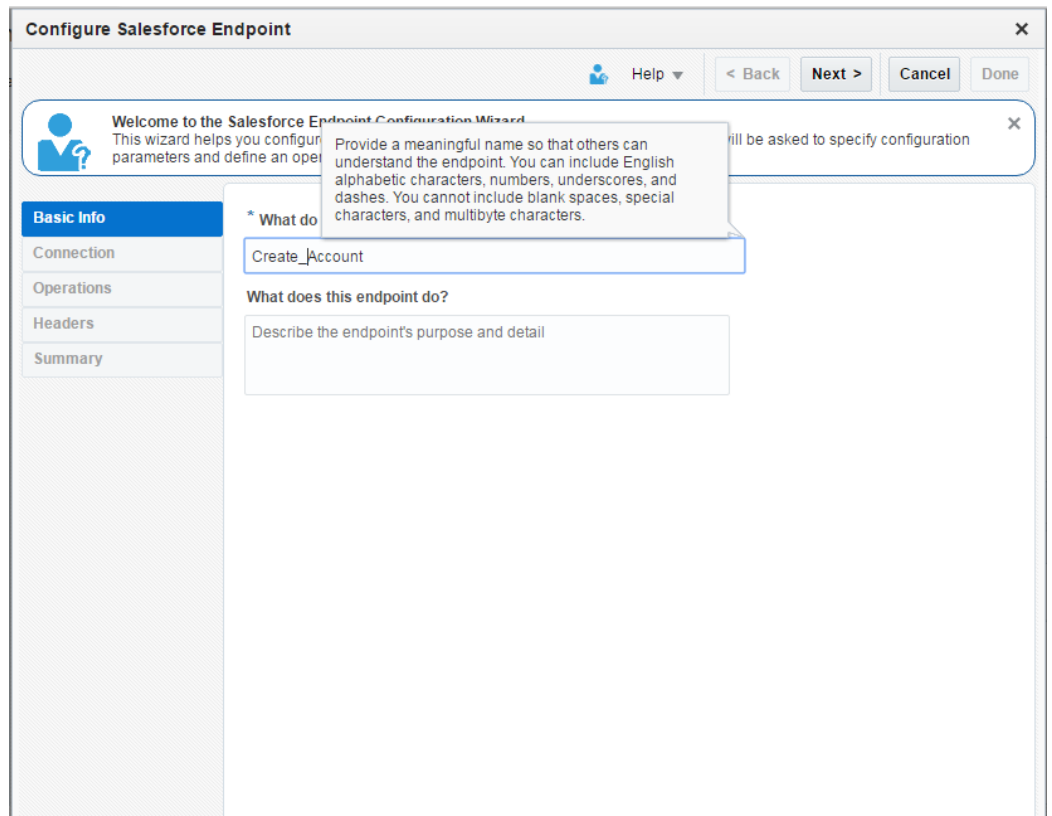 Configure Salesforce Endpoint
Help
< Back
Next >
Cancel
Done
Welcome to the Salesforce Endpoint Configuration Wizard
This wizard helps you configur
ill be asked to specify configuration
parameters and define an oper
Provide a meaningful name so that others can
understand the endpoint. You can include English
alphabetic characters, numbers, underscores, and
dashes. You cannot include blank spaces, special
characters, and multibyte characters.
Basic Info
Connection
Operations
Headers
Summary
* What do
Create_Account
What does this endpoint do?
Describe the endpoint's purpose and detail